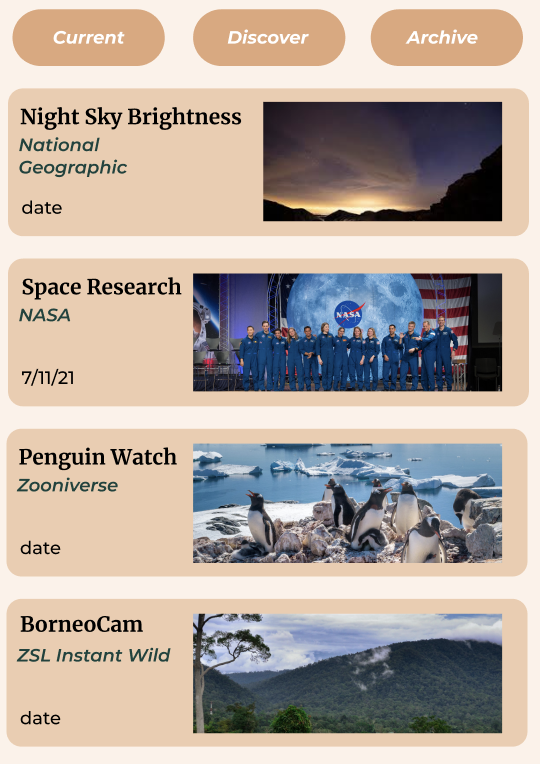 Current
Discover
Archive
Night Sky Brightness
National
Geographic
date
Space Research
NASA
NASA
7/11/21
Penguin Watch
Zooniverse
date
BorneoCam
ZSL Instant Wild
date